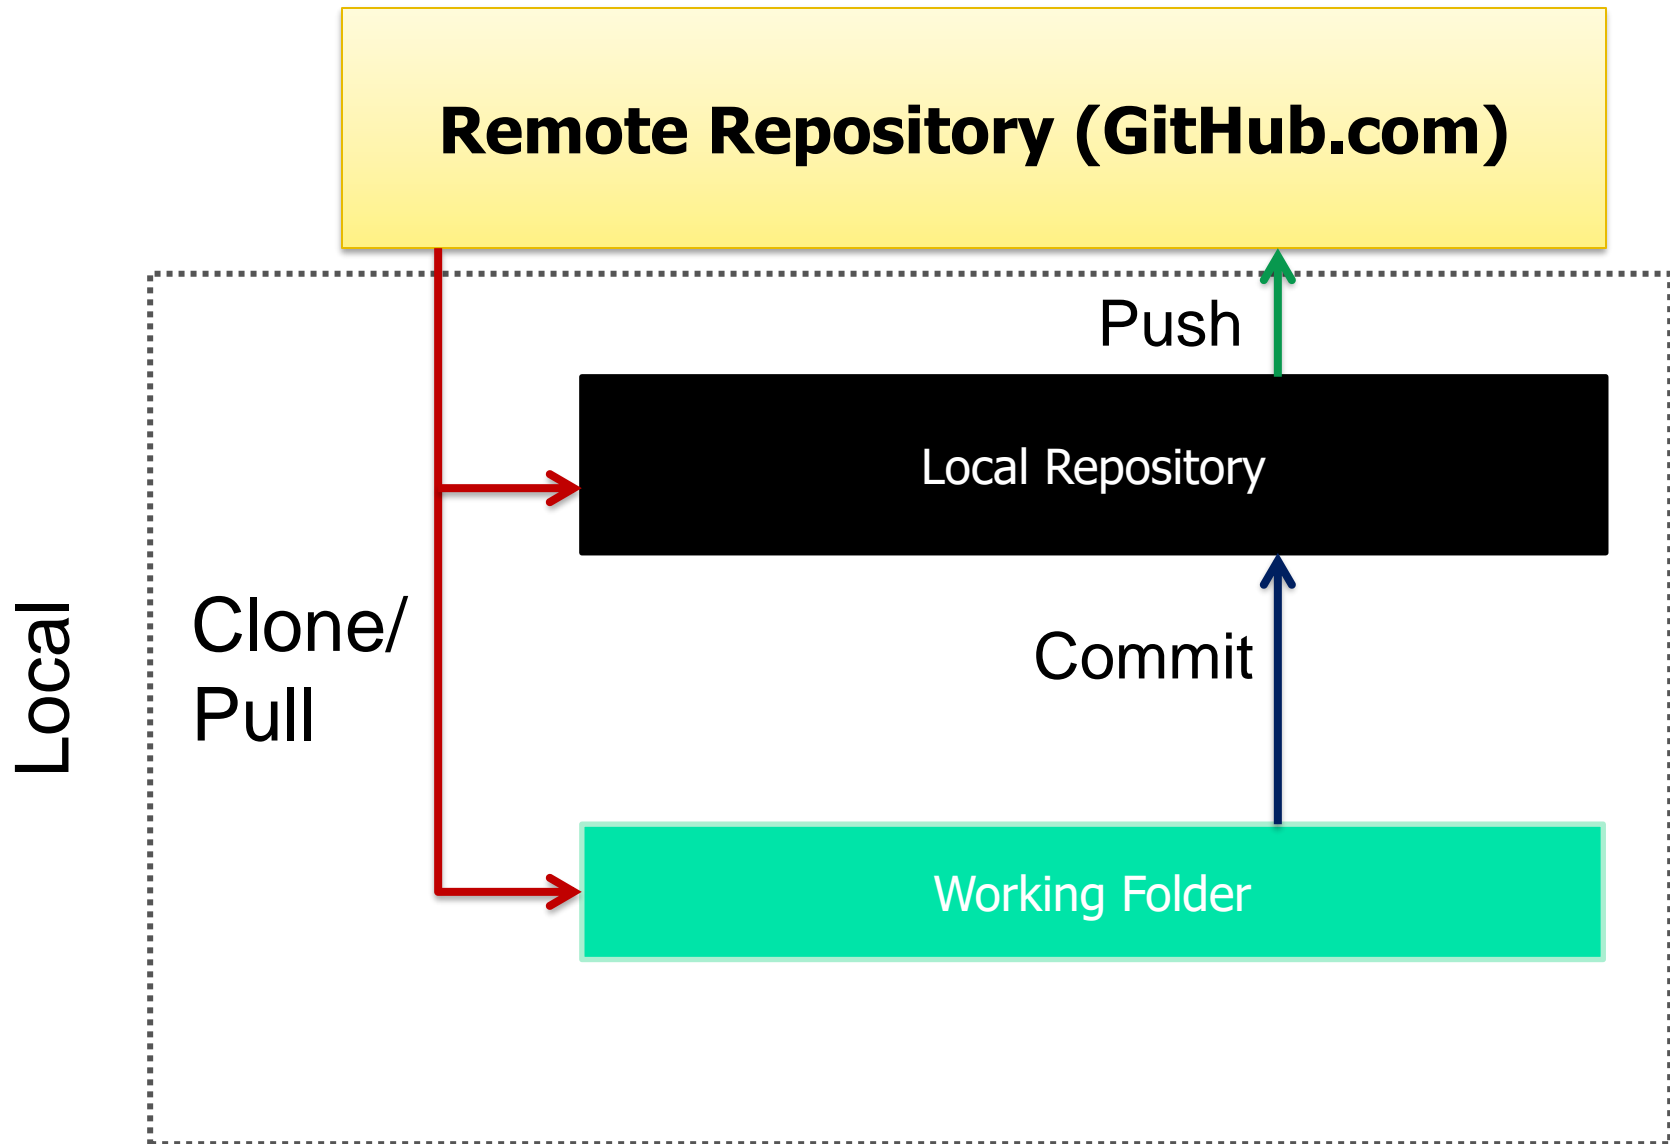 Remote Repository (GitHub.com)
Push
Local Repository
Local
Clone/
Pull
Commit
Working Folder